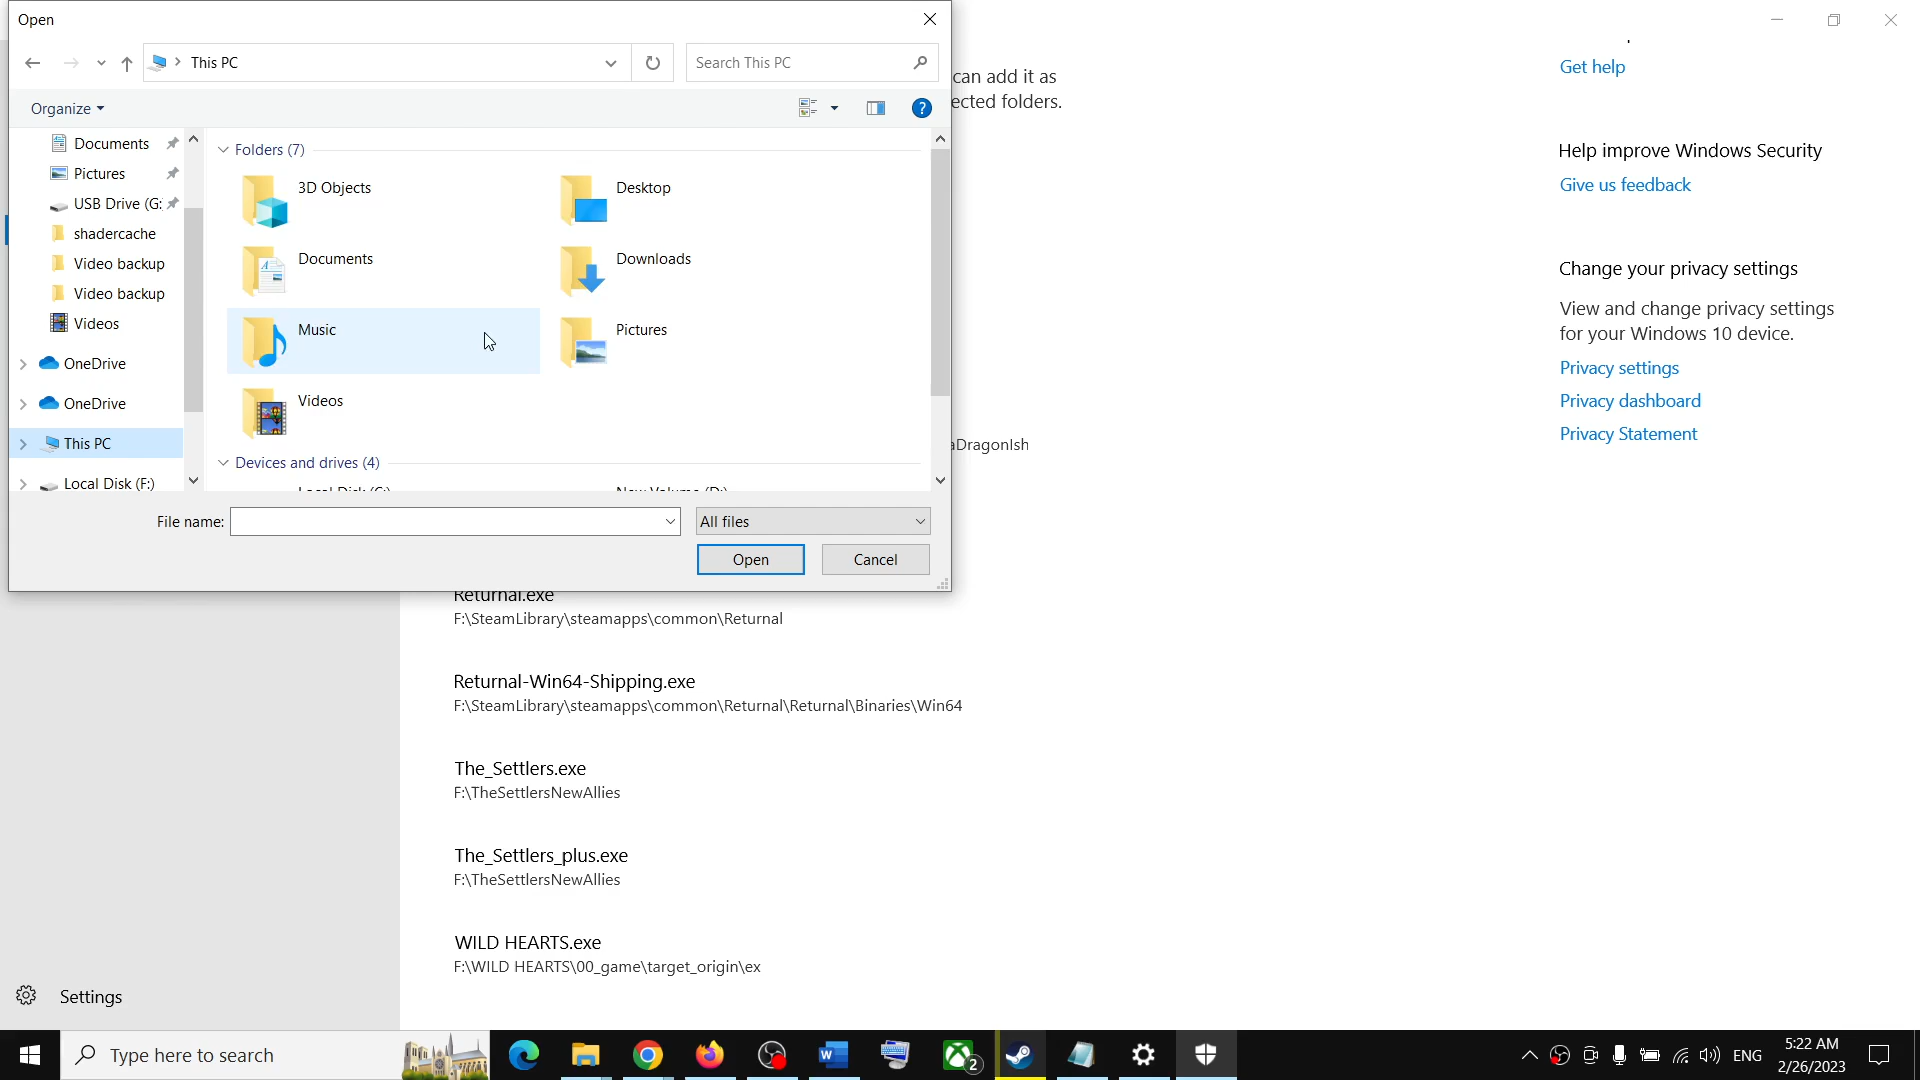 Open
This PC
Search This PC
Organize
Documents
Pictures
USB Drive (G:
shadercache
Video backup
Video backup
Videos
OneDrive
OneDrive
This PC
Local Disk (F:)
Folders (7)
3D Objects
Desktop
Documents
Downloads
Music
Pictures
Videos
Devices and drives (4)
File name:
All files
Open
Cancel
can add it as
ected folders.
aDragonIsh
Returnal.exe
F:\SteamLibrary\steamapps\common\Returnal
Returnal-Win64-Shipping.exe
F:\SteamLibrary\steamapps\common\Returnal\Returnal\Binaries\Win64
The_Settlers.exe
F:\TheSettlersNewAllies
The_Settlers_plus.exe
F:\TheSettlersNewAllies
WILD HEARTS.exe
F:\WILD HEARTS\00_game\target_origin\ex
Get help
Help improve Windows Security
Give us feedback
Change your privacy settings
View and change privacy settings
for your Windows 10 device.
Privacy settings
Privacy dashboard
Privacy Statement
Settings
Type here to search
2
ENG
5:22 AM
2/26/2023